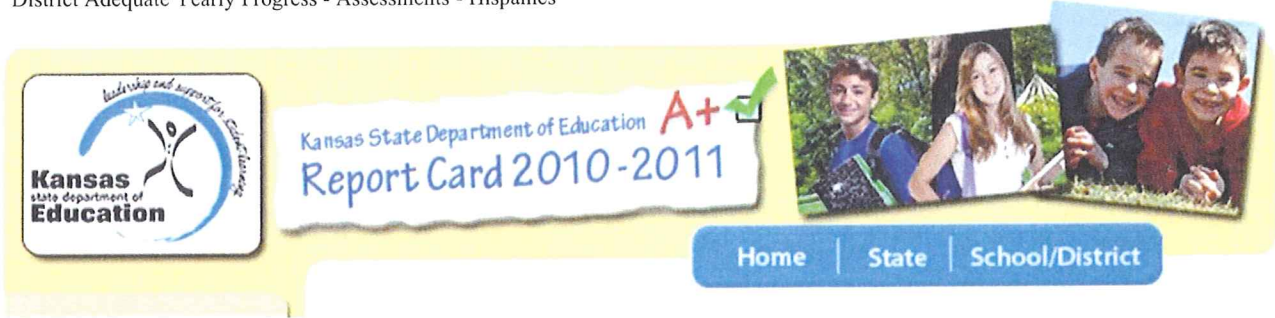 District Adequate Yearly Progress - Assessments - Hispanics
leadership and support for student learning
Kansas
state department of
Education
Kansas State Department of Education A+
Report Card 2010-2011
Home State School/District